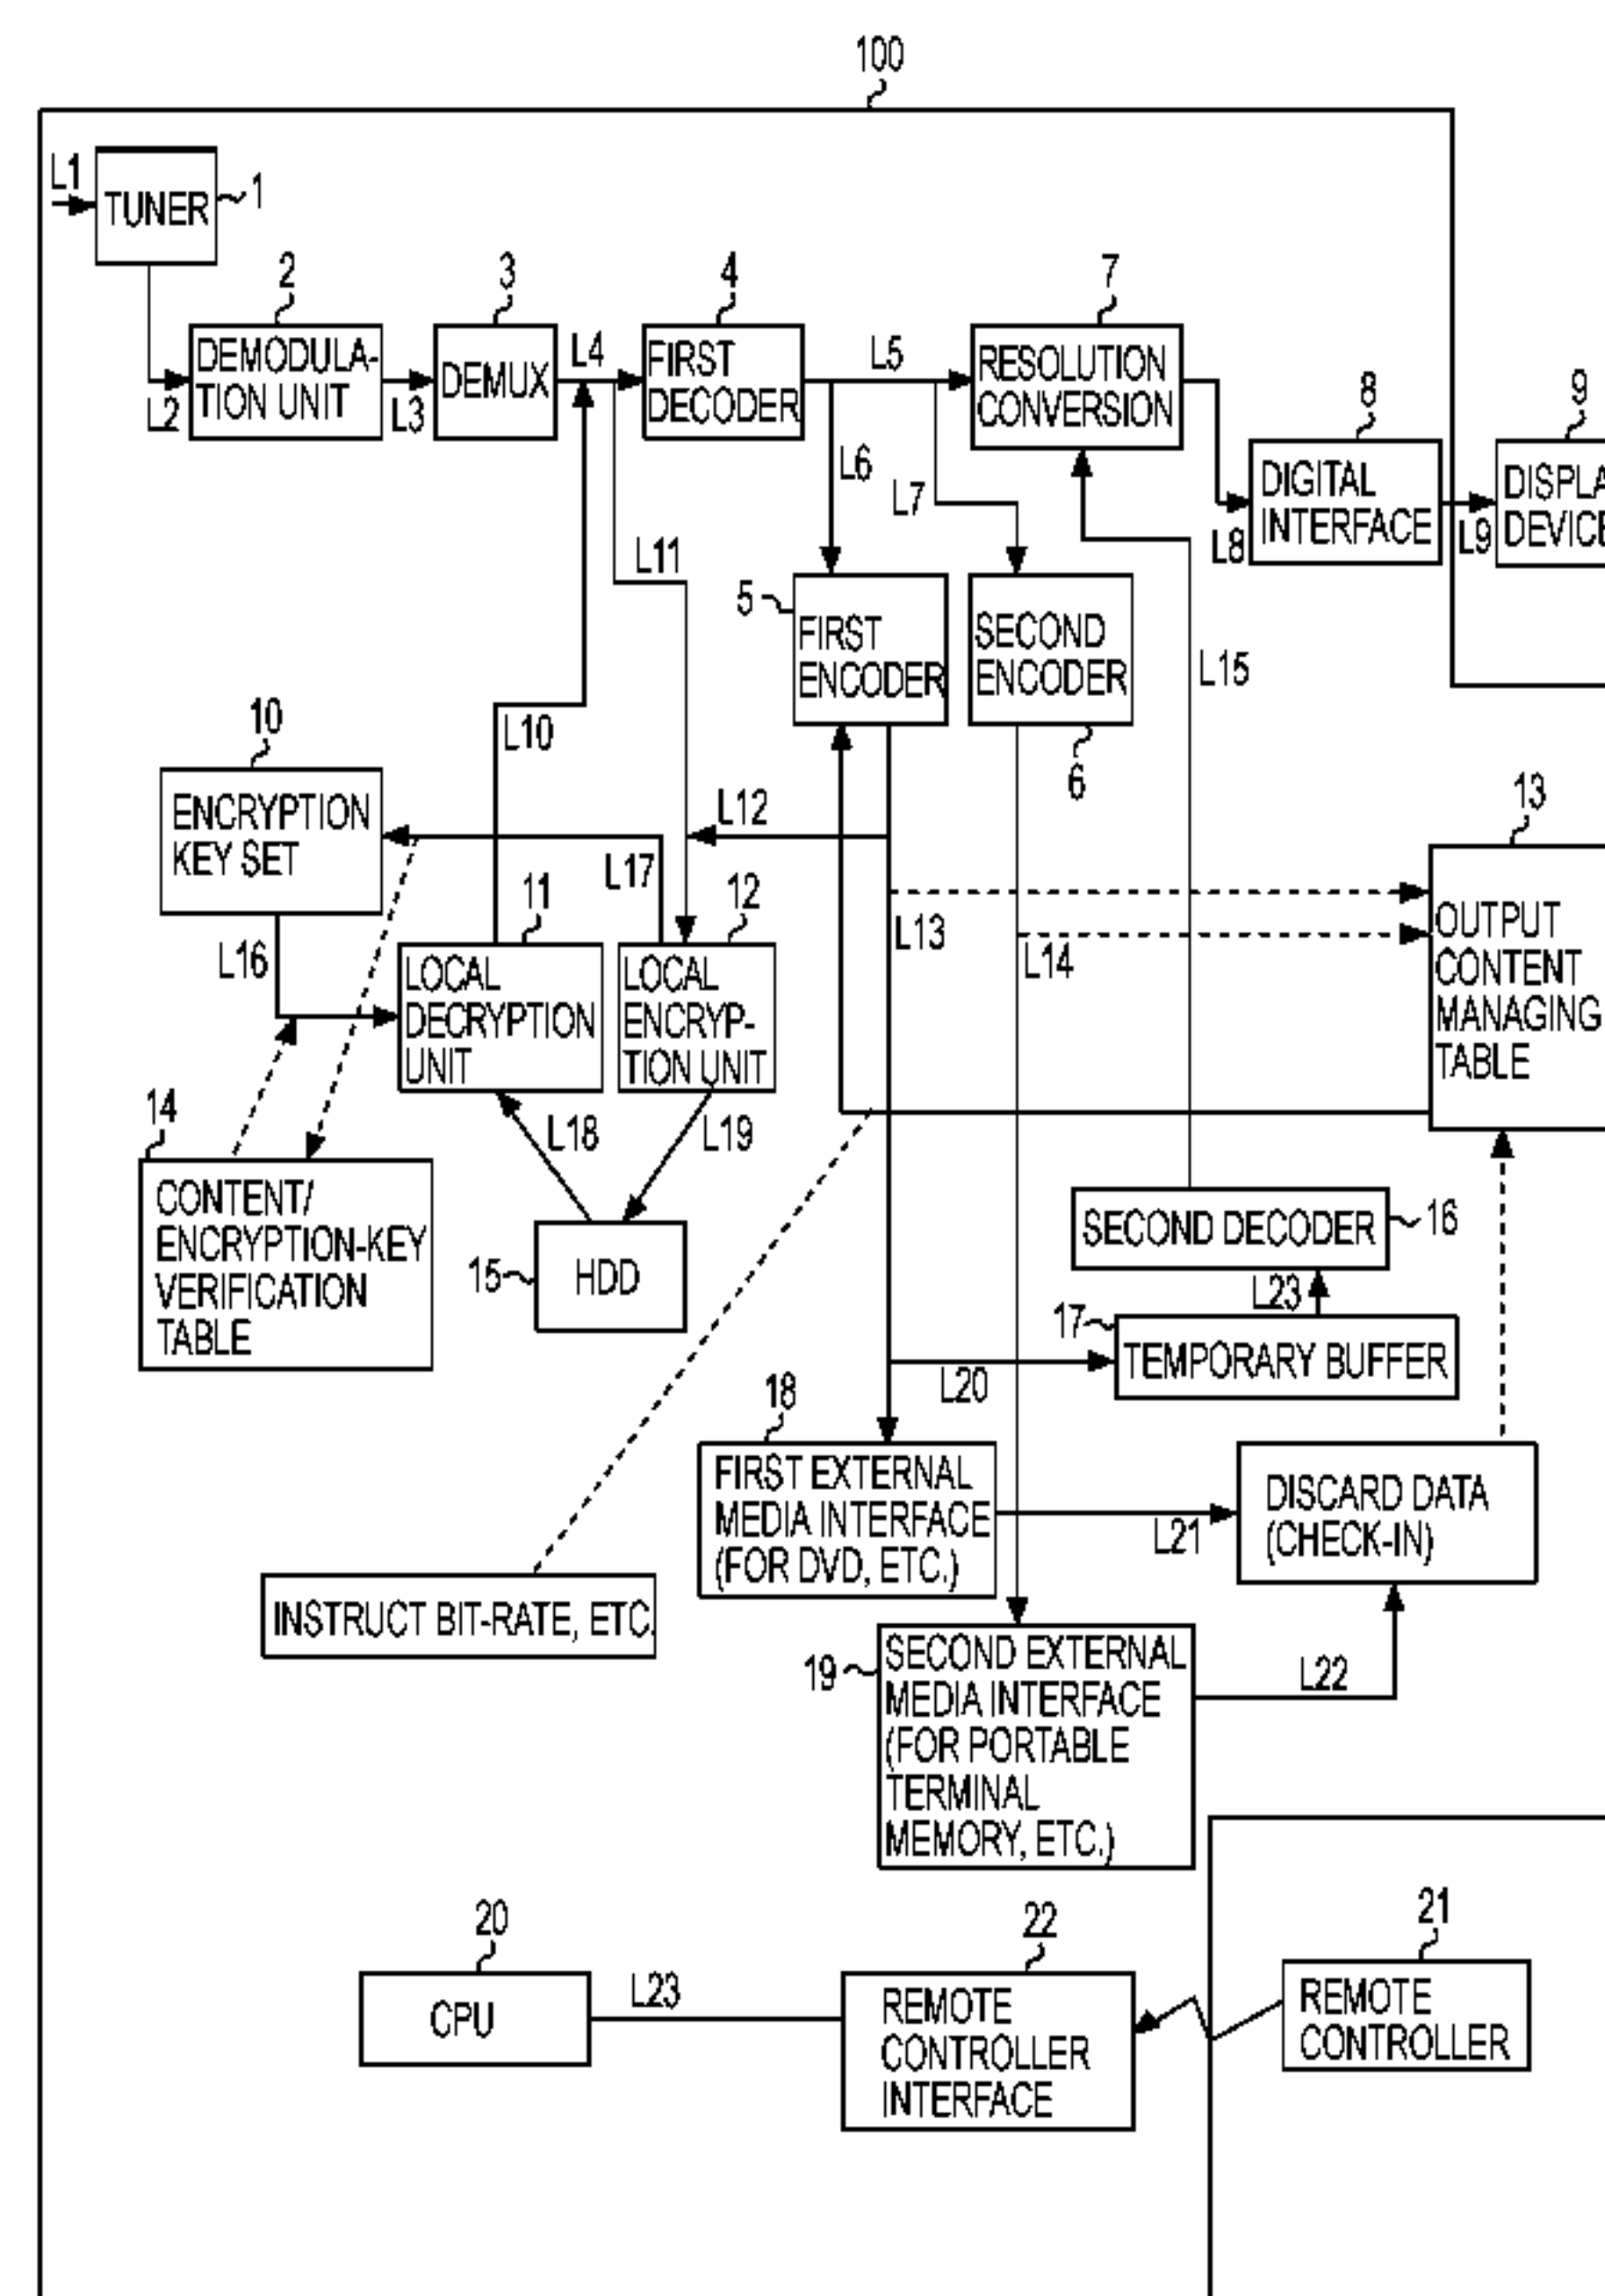 100
L1
TUNER
1
2
3
4
7
DEMODULA-
TION UNIT
L2
L3
DEMUX
L4
FIRST
DECODER
L5
RESOLUTION
CONVERSION
8
9
L6
L7
DIGITAL
INTERFACE
L8
L9
DISPLA
DEVICE
L11
5
FIRST
ENCODER
SECOND
ENCODER
6
L15
10
L10
ENCRYPTION
KEY SET
L12
13
L17
11
12
L16
L13
L14
OUTPUT
CONTENT
MANAGING
TABLE
LOCAL
DECRYPTION
UNIT
LOCAL
ENCRYP-
TION UNIT
14
L18
L19
CONTENT/
ENCRYPTION-KEY
VERIFICATION
TABLE
15
HDD
SECOND DECODER
16
L23
17
TEMPORARY BUFFER
L20
18
FIRST EXTERNAL
MEDIA INTERFACE
(FOR DVD, ETC.)
L21
DISCARD DATA
(CHECK-IN)
INSTRUCT BIT-RATE, ETC.
19
SECOND EXTERNAL
MEDIA INTERFACE
(FOR PORTABLE
TERMINAL
MEMORY, ETC.)
L22
20
22
21
CPU
L23
REMOTE
CONTROLLER
INTERFACE
REMOTE
CONTROLLER